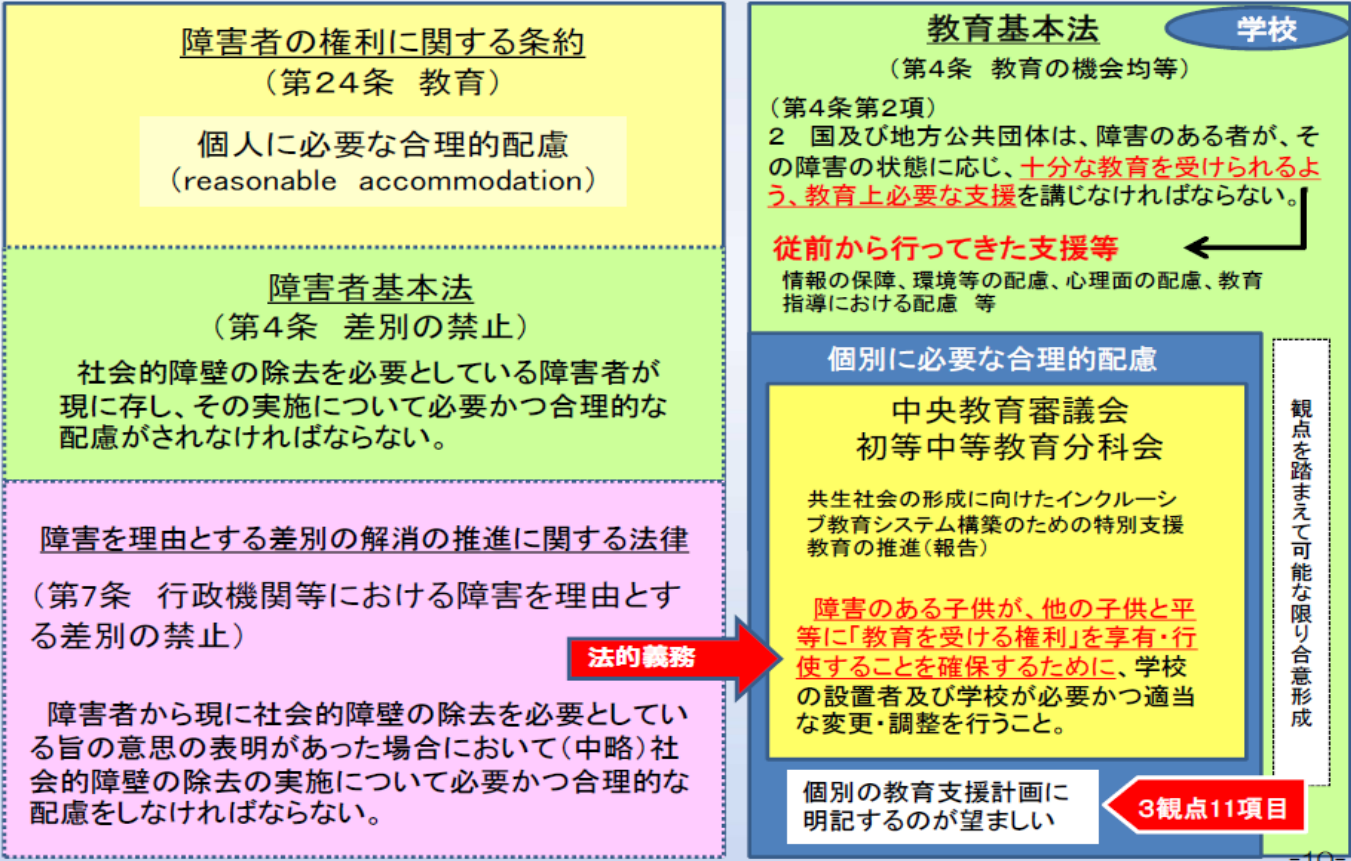 障害者の権利に関する条約
（第２４条　教育）
個人に必要な合理的配慮
（reasonable accommodation）
障害者基本法
（第４条　差別の禁止）
社会的障壁の除去を必要としている障害者が
現に存し、その実施について必要かつ合理的な
配慮がされなければならない。
障害を理由とする差別の解消の推進に関する法律
（第7条　行政機関等における障害を理由とす
る差別の禁止）
障害者から現に社会的障壁の除去を必要としてい
る旨の意思の表明があった場合において（中略）社
会的障壁の除去の実施について必要かつ合理的な
配慮をしなければならない。
法的義務
教育基本法
学校
（第４条　教育の機会均等）
（第４条第２項）
２　国及び地方公共団体は、障害のある者が、そ
の障害の状態に応じ、十分な教育を受けられるよ
う、教育上必要な支援を講じなければならない。
従前から行ってきた支援等
情報の保障、環境等の配慮、心理面の配慮、教育
指導における配慮　等
個別に必要な合理的配慮
中央教育審議会
初等中等教育分科会
共生社会の形成に向けたインクルーシ
ブ教育システム構築のための特別支援
教育の推進（報告）
障害のある子供が、他の子供と平
等に「教育を受ける権利」を享有・行
使することを確保するために、学校
の設置者及び学校が必要かつ適当
な変更・調整を行うこと。
個別の教育支援計画に
明記するのが望ましい
３観点１１項目
観点を踏まえて可能な限り合意形成